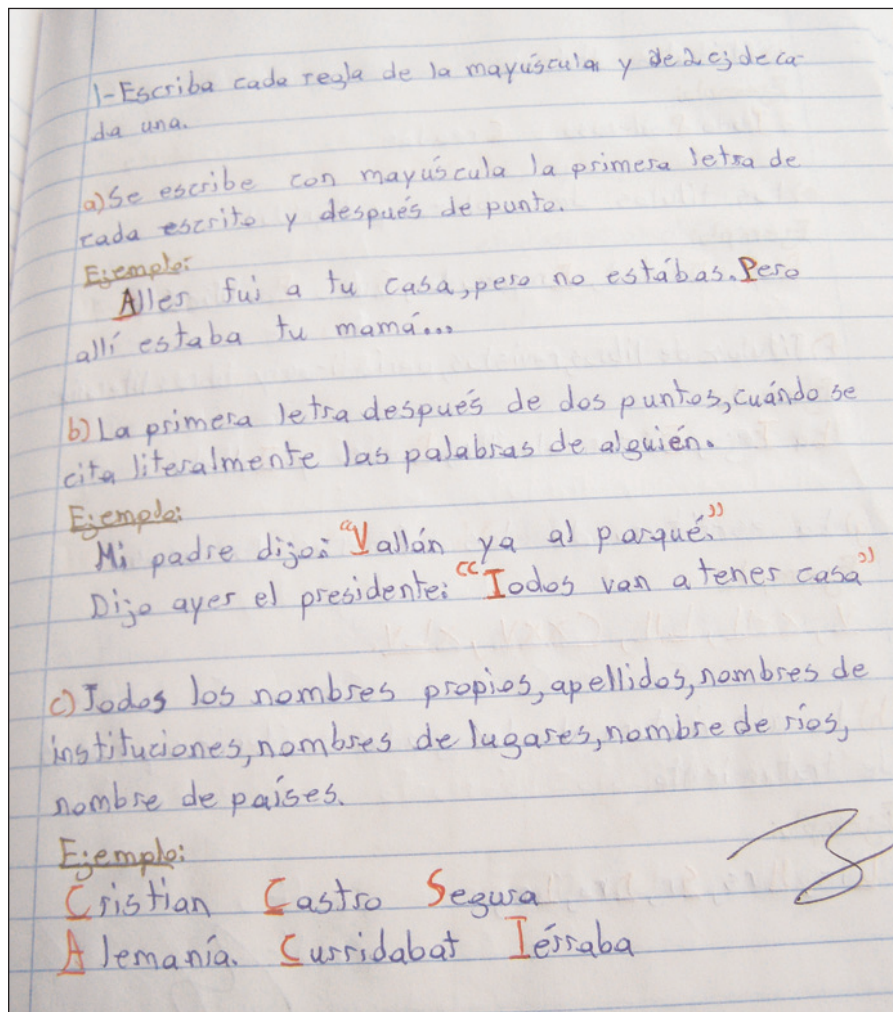 1-Escriba cada regla de la mayúscula y de 2 ej de ca-
da una.
a) Se escribe con mayúscula la primera letra de
cada escrito y después de punto.
Ejemplo:
Aller fui a tu casa, pero no estábas. Pero
allí estaba tu mamá...
b) La primera letra después de dos puntos, cuándo se
cita literalmente las palabras de alguién.
Ejemplo:
Mi padre dijo: "Vallán ya al parqué."
Dijo ayer el presidente: "Todos van a tener casa"
c) Todos los nombres propios, apellidos, nombres de
instituciones, nombres de lugares, nombre de ríos,
nombre de países.
Ejemplo:
Cristian Castro Segura
Alemanía. Curridabat Térraba